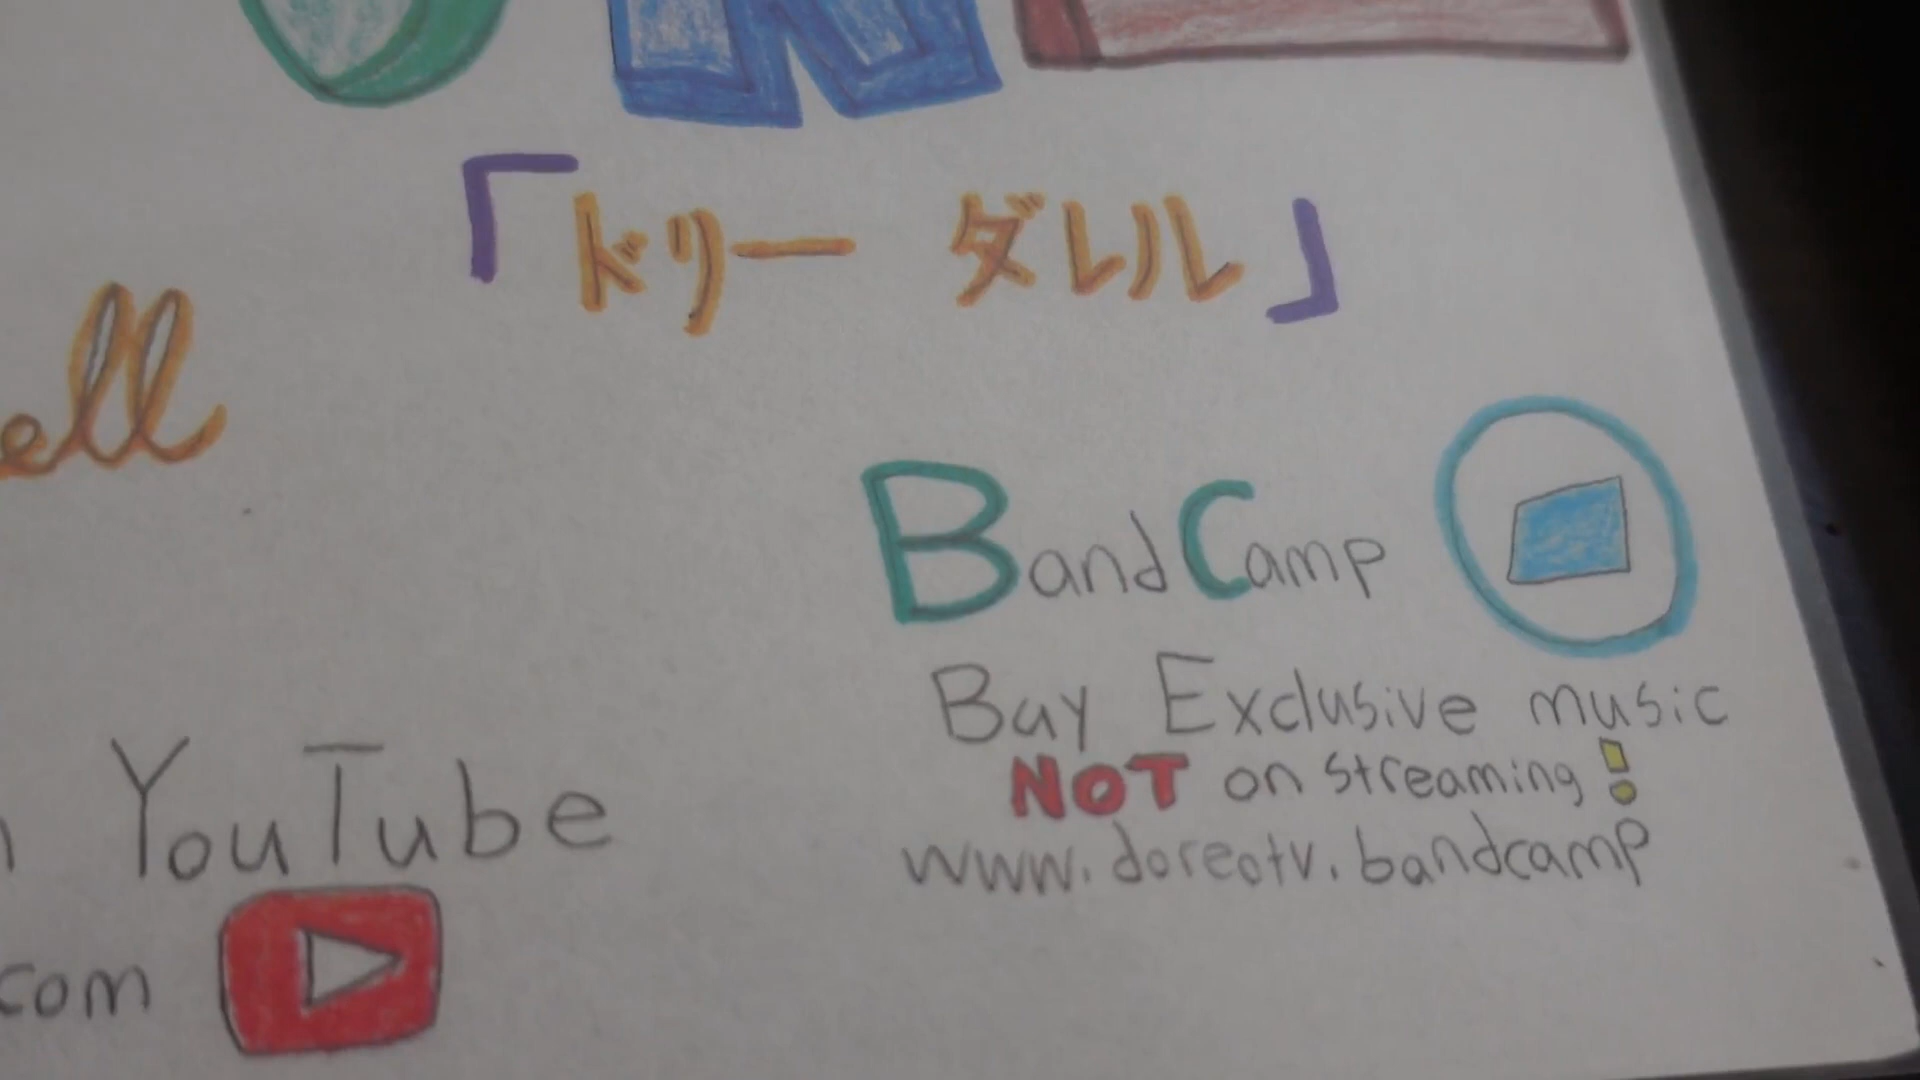 「ドリー ダレル」
ell
BandCamp
Buy Exclusive music
NOT on streaming!
www.doreotv.bandcamp
YouTube
com